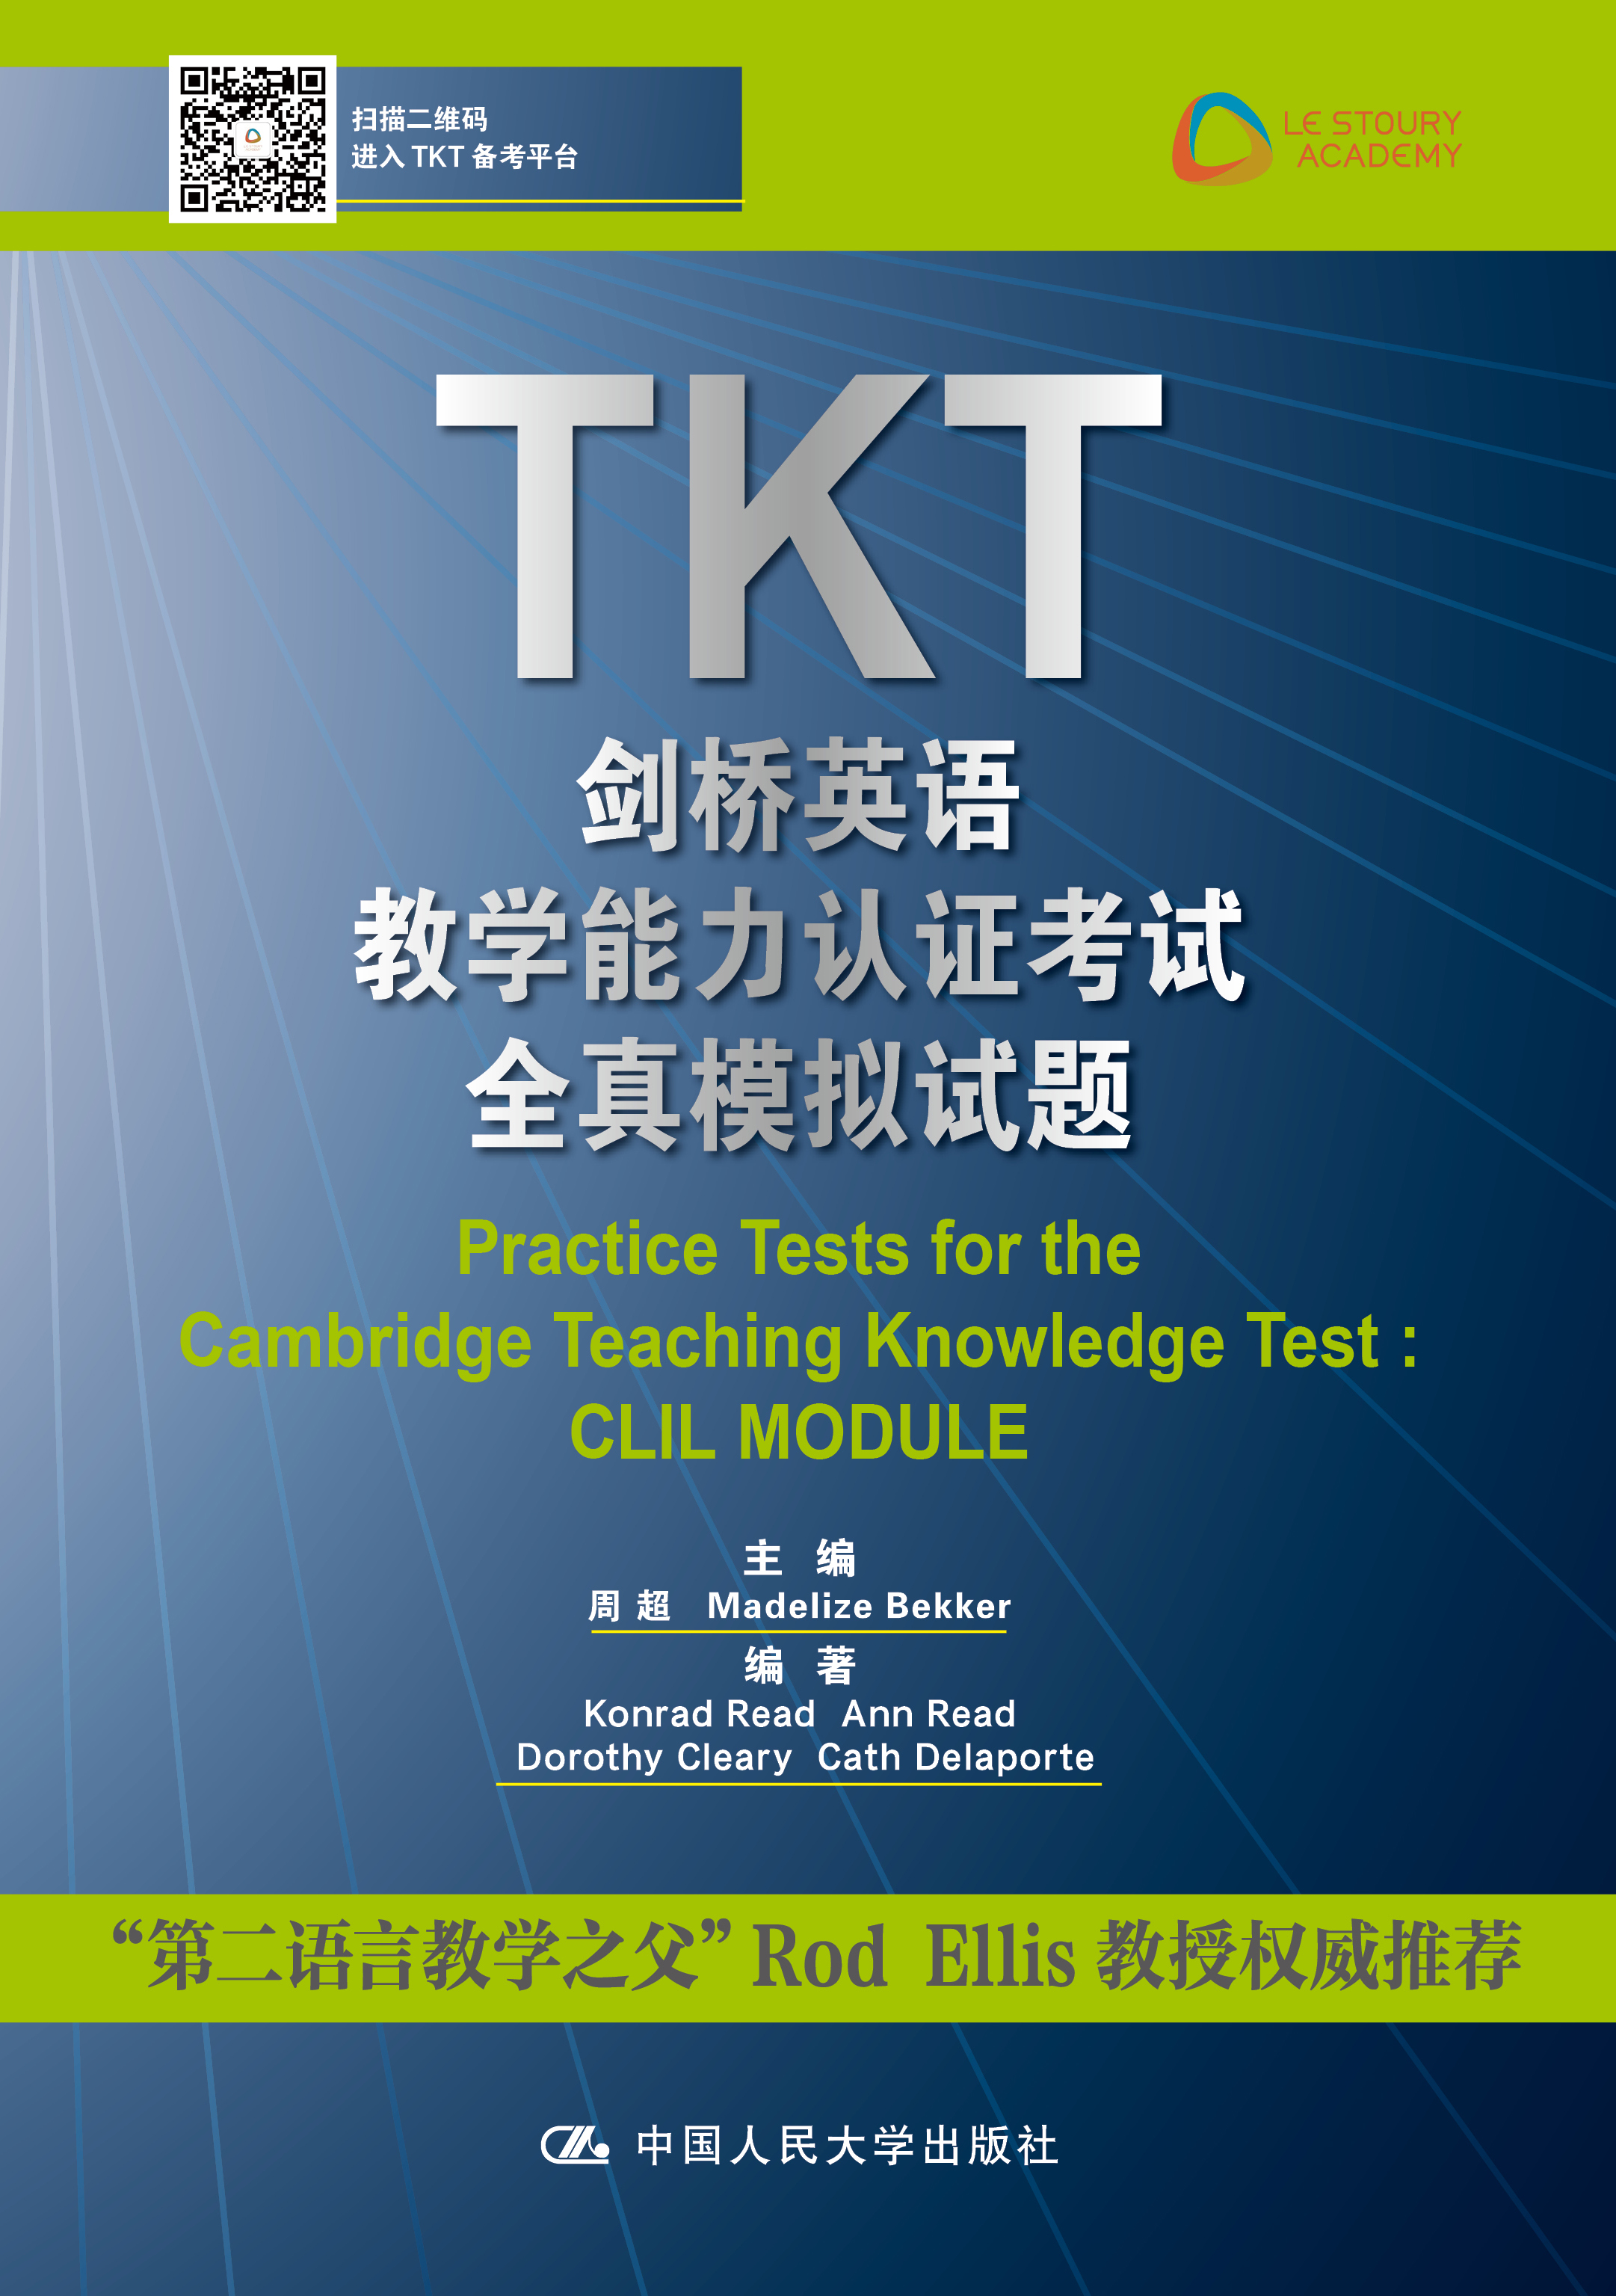 扫描二维码
进入 TKT 备考平台
LE STOURY
ACADEMY
TKT
剑桥英语
教学能力认证考试
全真模拟试题
Practice Tests for the
Cambridge Teaching Knowledge Test :
CLIL MODULE
主 编
周 超 Madelize Bekker
编 著
Konrad Read Ann Read
Dorothy Cleary Cath Delaporte
“第二语言教学之父”Rod Ellis 教授权威推荐
中国人民大学出版社